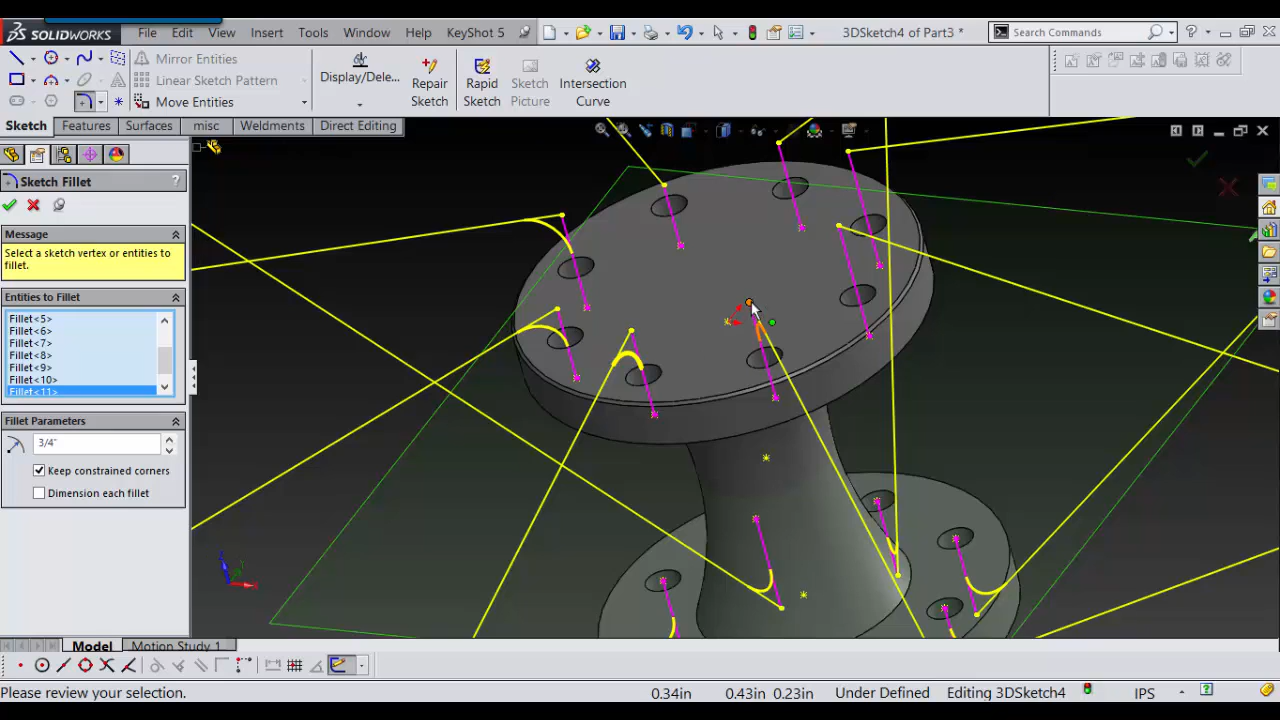 SOLIDWORKS File Edit View Insert Tools Window Help KeyShot 5 3DSketch4 of Part3 * Search Commands ?
Mirror Entities
Linear Sketch Pattern
Move Entities
Display/Dele...
Repair Sketch
Rapid Sketch
Sketch Picture
Intersection Curve
Sketch Features Surfaces misc Weldments Direct Editing
Sketch Fillet ?
Message
Select a sketch vertex or entities to
fillet.
Entities to Fillet
Fillet<5>
Fillet<6>
Fillet<7>
Fillet<8>
Fillet<9>
Fillet<10>
Fillet<11>
Fillet Parameters
3/4"
Keep constrained corners
Dimension each fillet
Model Motion Study 1
Please review your selection. 0.34in 0.43in 0.23in Under Defined Editing 3DSketch4 IPS ?